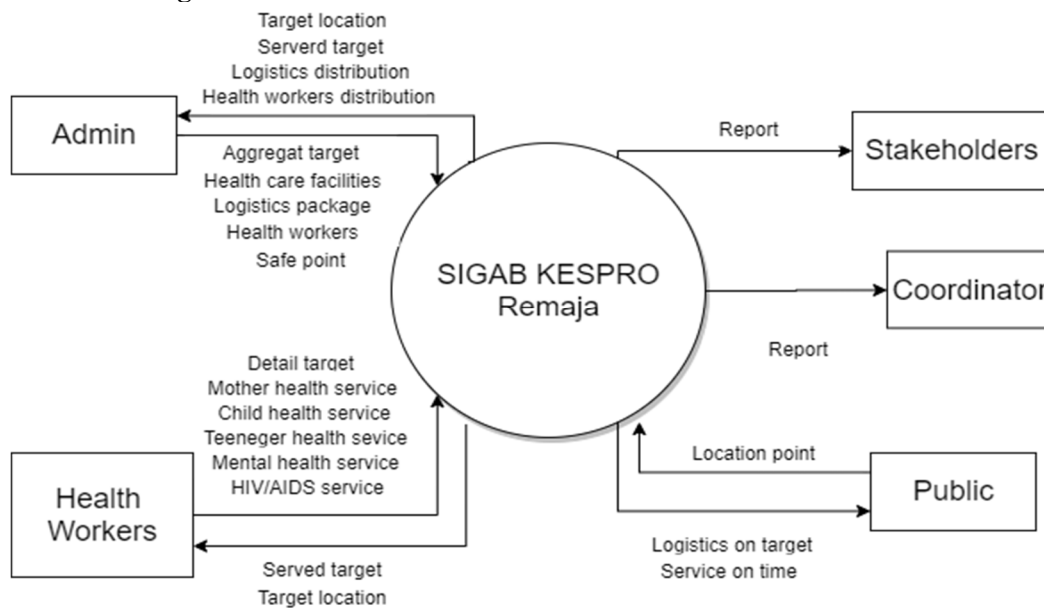 Target location
Serverd target
Logistics distribution
Health workers distribution
Admin
Aggregat target
Health care facilities
Logistics package
Health workers
Safe point
Report
Stakeholders
SIGAB KESPRO
Remaja
Coordinator
Report
Detail target
Mother health service
Child health service
Teeneger health sevice
Mental health service
HIV/AIDS service
Health
Workers
Served target
Target location
Location point
Public
Logistics on target
Service on time